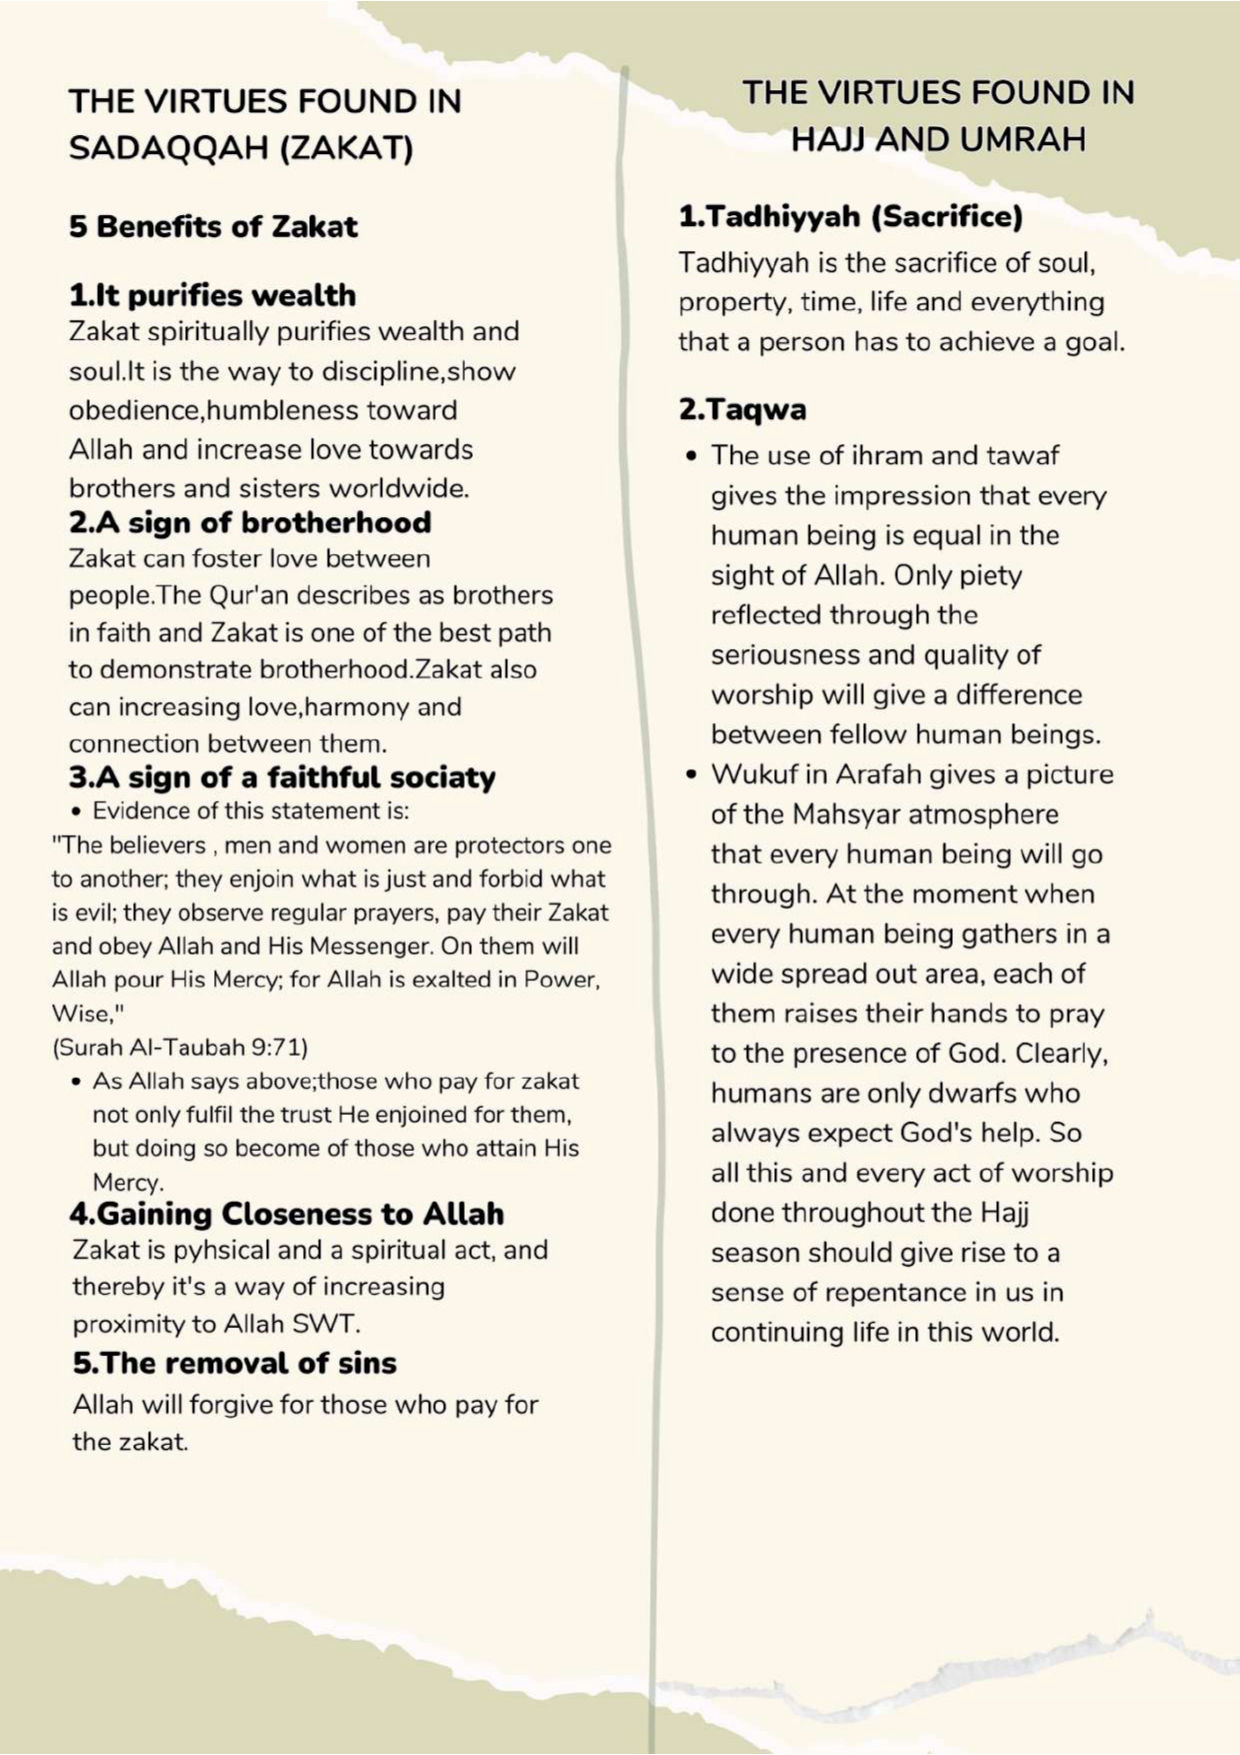 THE VIRTUES FOUND IN
SADAQQAH (ZAKAT)
5 Benefits of Zakat
1.It purifies wealth
Zakat spiritually purifies wealth and
soul.It is the way to discipline,show
obedience,humbleness toward
Allah and increase love towards
brothers and sisters worldwide.
2.A sign of brotherhood
Zakat can foster love between
people.The Qur'an describes as brothers
in faith and Zakat is one of the best path
to demonstrate brotherhood.Zakat also
can increasing love,harmony and
connection between them.
3.A sign of a faithful sociaty
• Evidence of this statement is:
"The believers , men and women are protectors one
to another; they enjoin what is just and forbid what
is evil; they observe regular prayers, pay their Zakat
and obey Allah and His Messenger. On them will
Allah pour His Mercy; for Allah is exalted in Power,
Wise,"
(Surah Al-Taubah 9:71)
• As Allah says above;those who pay for zakat
not only fulfil the trust He enjoined for them,
but doing so become of those who attain His
Mercy.
4.Gaining Closeness to Allah
Zakat is pyhsical and a spiritual act, and
thereby it's a way of increasing
proximity to Allah SWT.
5.The removal of sins
Allah will forgive for those who pay for
the zakat.
THE VIRTUES FOUND IN
HAJJ AND UMRAH
1.Tadhiyyah (Sacrifice)
Tadhiyyah is the sacrifice of soul,
property, time, life and everything
that a person has to achieve a goal.
2.Taqwa
• The use of ihram and tawaf
gives the impression that every
human being is equal in the
sight of Allah. Only piety
reflected through the
seriousness and quality of
worship will give a difference
between fellow human beings.
• Wukuf in Arafah gives a picture
of the Mahsyar atmosphere
that every human being will go
through. At the moment when
every human being gathers in a
wide spread out area, each of
them raises their hands to pray
to the presence of God. Clearly,
humans are only dwarfs who
always expect God's help. So
all this and every act of worship
done throughout the Hajj
season should give rise to a
sense of repentance in us in
continuing life in this world.